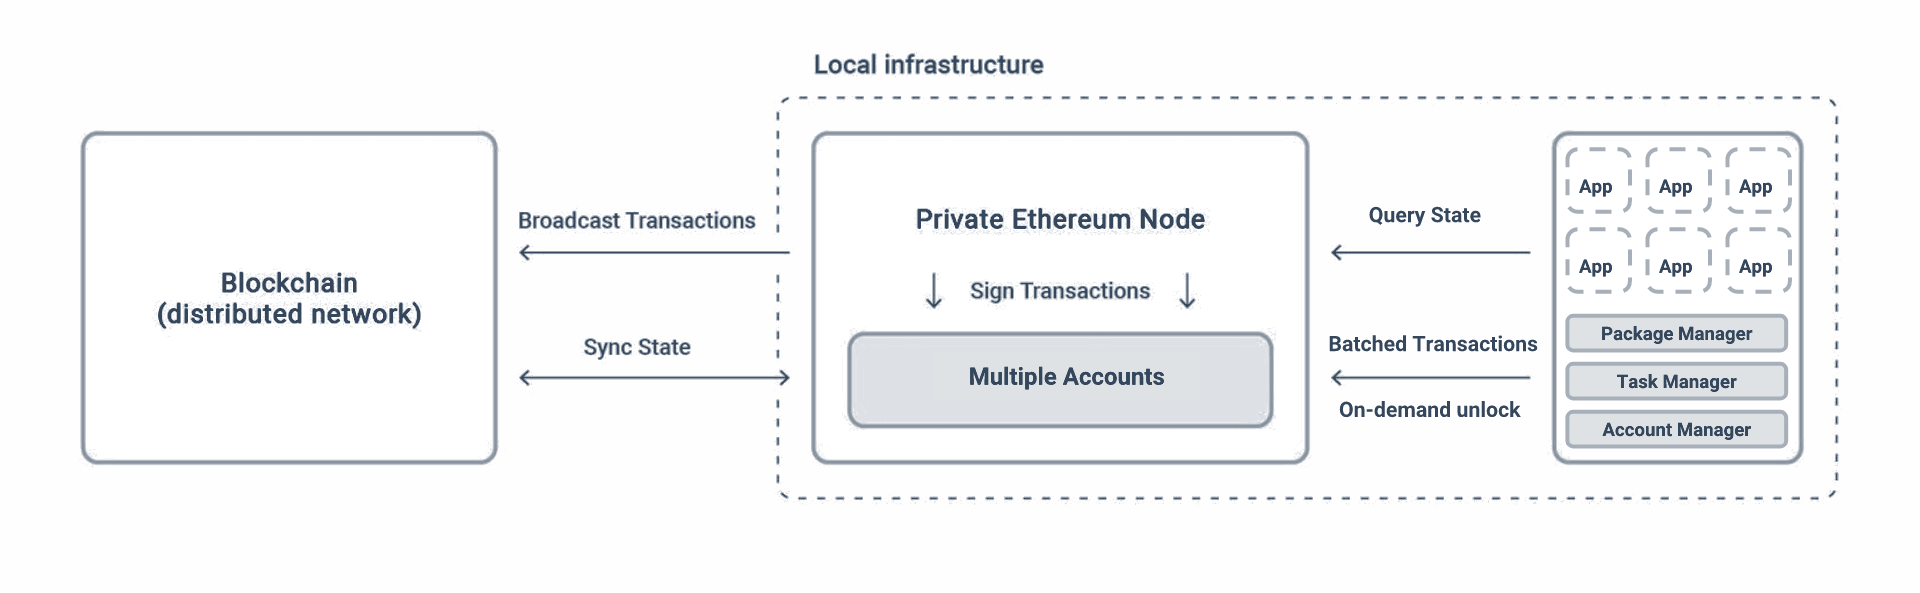 Local infrastructure
Blockchain
(distributed network)
Broadcast Transactions
Sync State
Private Ethereum Node
Sign Transactions
Multiple Accounts
Query State
Batched Transactions
On-demand unlock
App App App
App App App
Package Manager
Task Manager
Account Manager